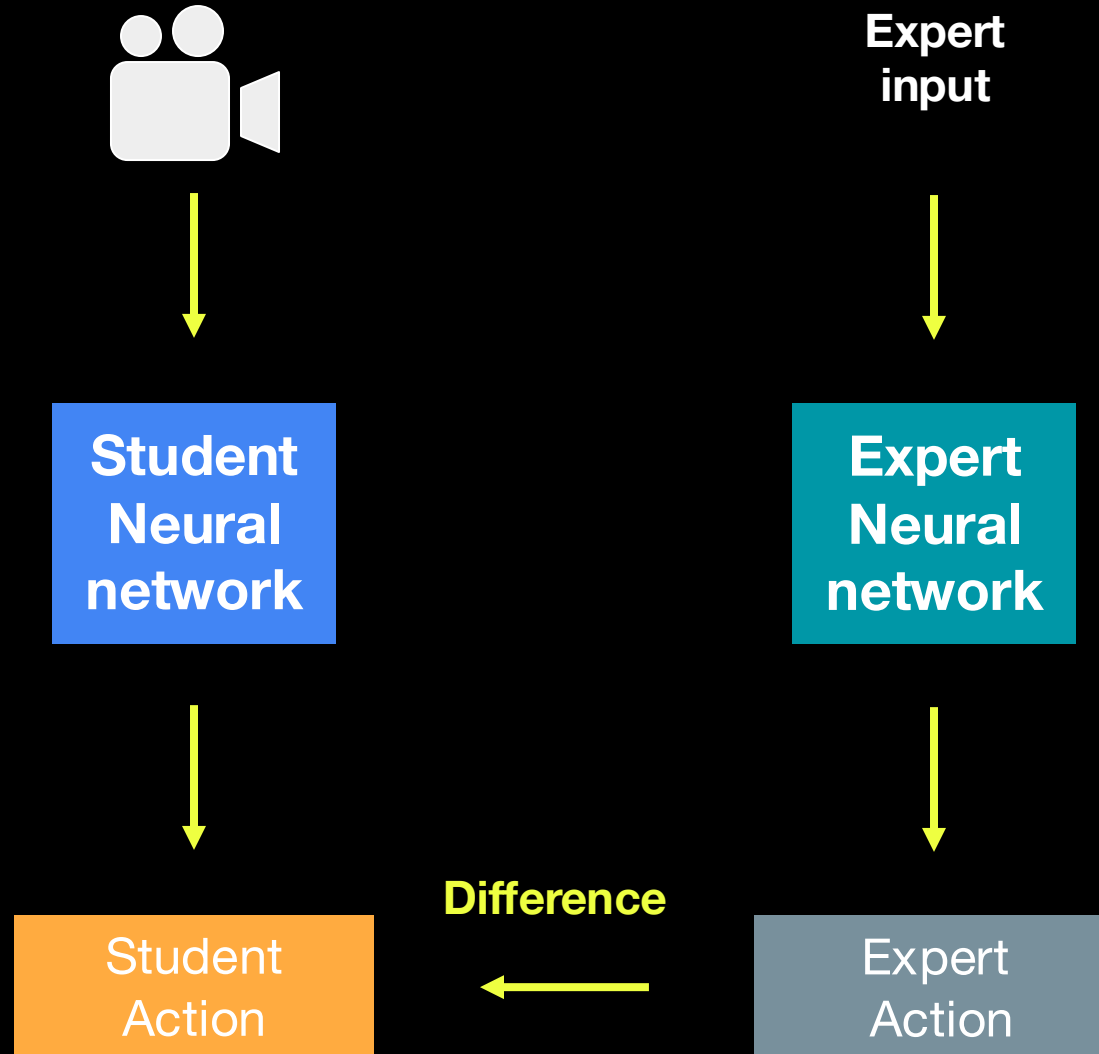 Expert
input
Student
Neural
network
Expert
Neural
network
Difference
Student
Action
Expert
Action